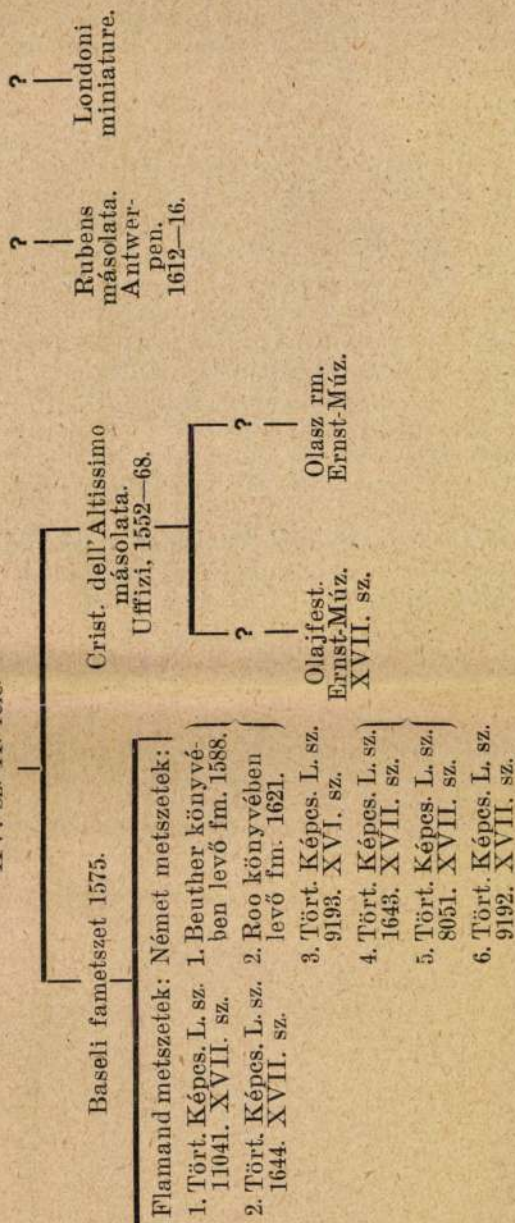 Baseli fametszet 1575.
Flamand metszetek:
1. Tört. Képcs. L. sz.
11041. XVII. sz.
2. Tört. Képcs. L. sz.
1644. XVII. sz.
Német metszetek:
1. Beuther könyvé-
ben levő fm. 1588.
2. Roo könyvében
levő fm. 1621.
3. Tört. Képcs. L. sz.
9193. XVI. sz.
4. Tört. Képcs. L. sz.
1643. XVII. sz.
5. Tört. Képcs. L. sz.
8051. XVII. sz.
6. Tört. Képcs. L. sz.
9192. XVII. sz.
Crist. dell'Altissimo
másolata.
Uffizi, 1552—68.
?
Olajfest.
Ernst-Múz.
XVII. sz.
?
Olasz rm.
Ernst-Múz.
?
Rubens
másolata.
Antwer-
pen.
1612—16.
?
Londoni
miniature.